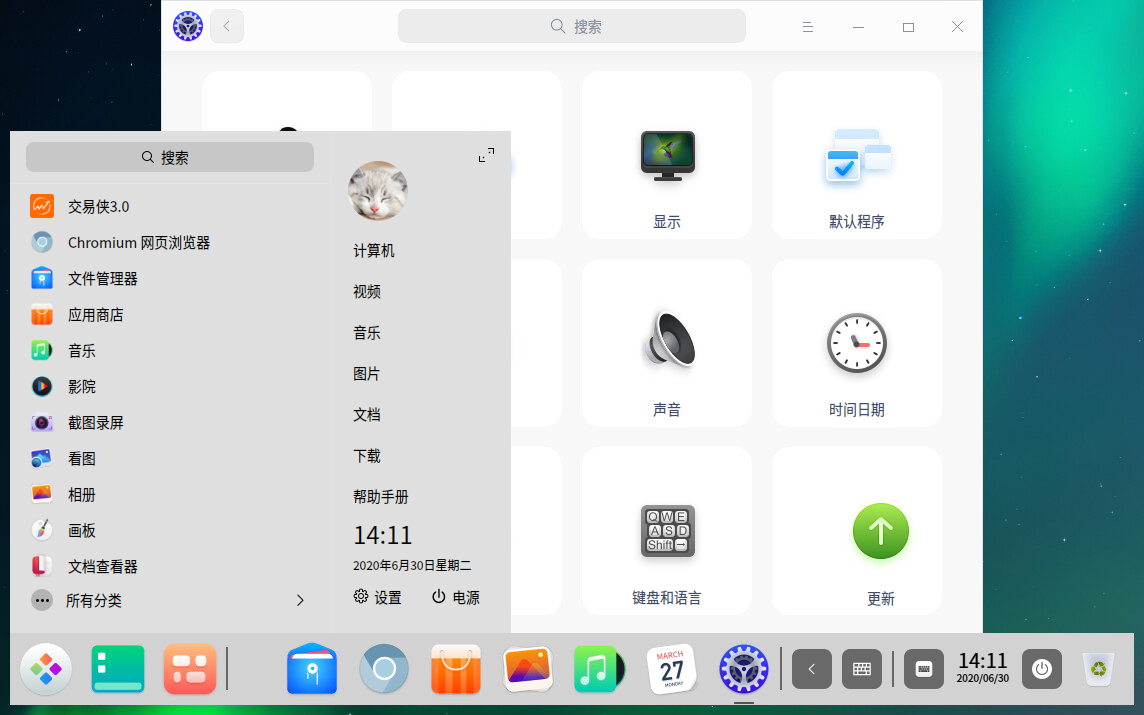 搜索
显示
默认程序
声音
时间日期
键盘和语言
更新
搜索
交易侠3.0
Chromium 网页浏览器
文件管理器
应用商店
音乐
影院
截图录屏
看图
相册
画板
文档查看器
所有分类
计算机
视频
音乐
图片
文档
下载
帮助手册
14:11
2020年6月30日星期二
设置
电源
MARCH
27
MONDAY
14:11
2020/06/30
Q W E
A S D
Shift →